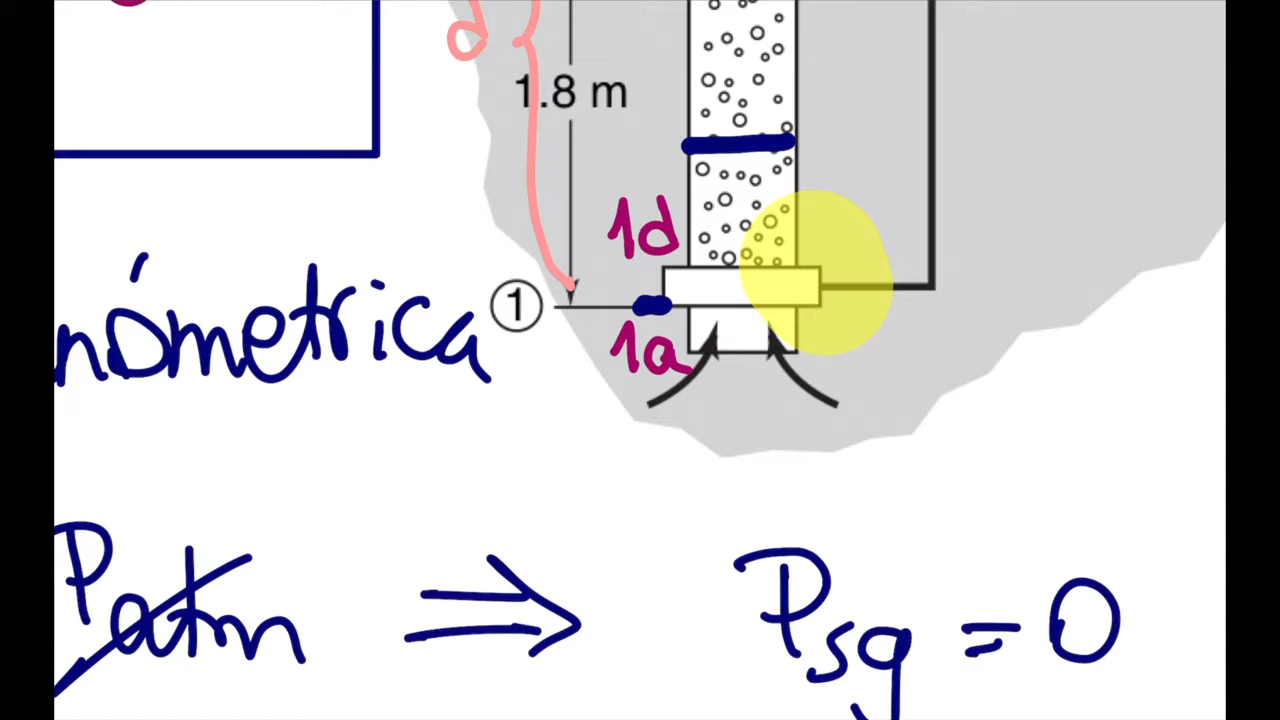 d
1.8 m
1d
1
1a
nómetrica
Patm ⇒ Psg = 0